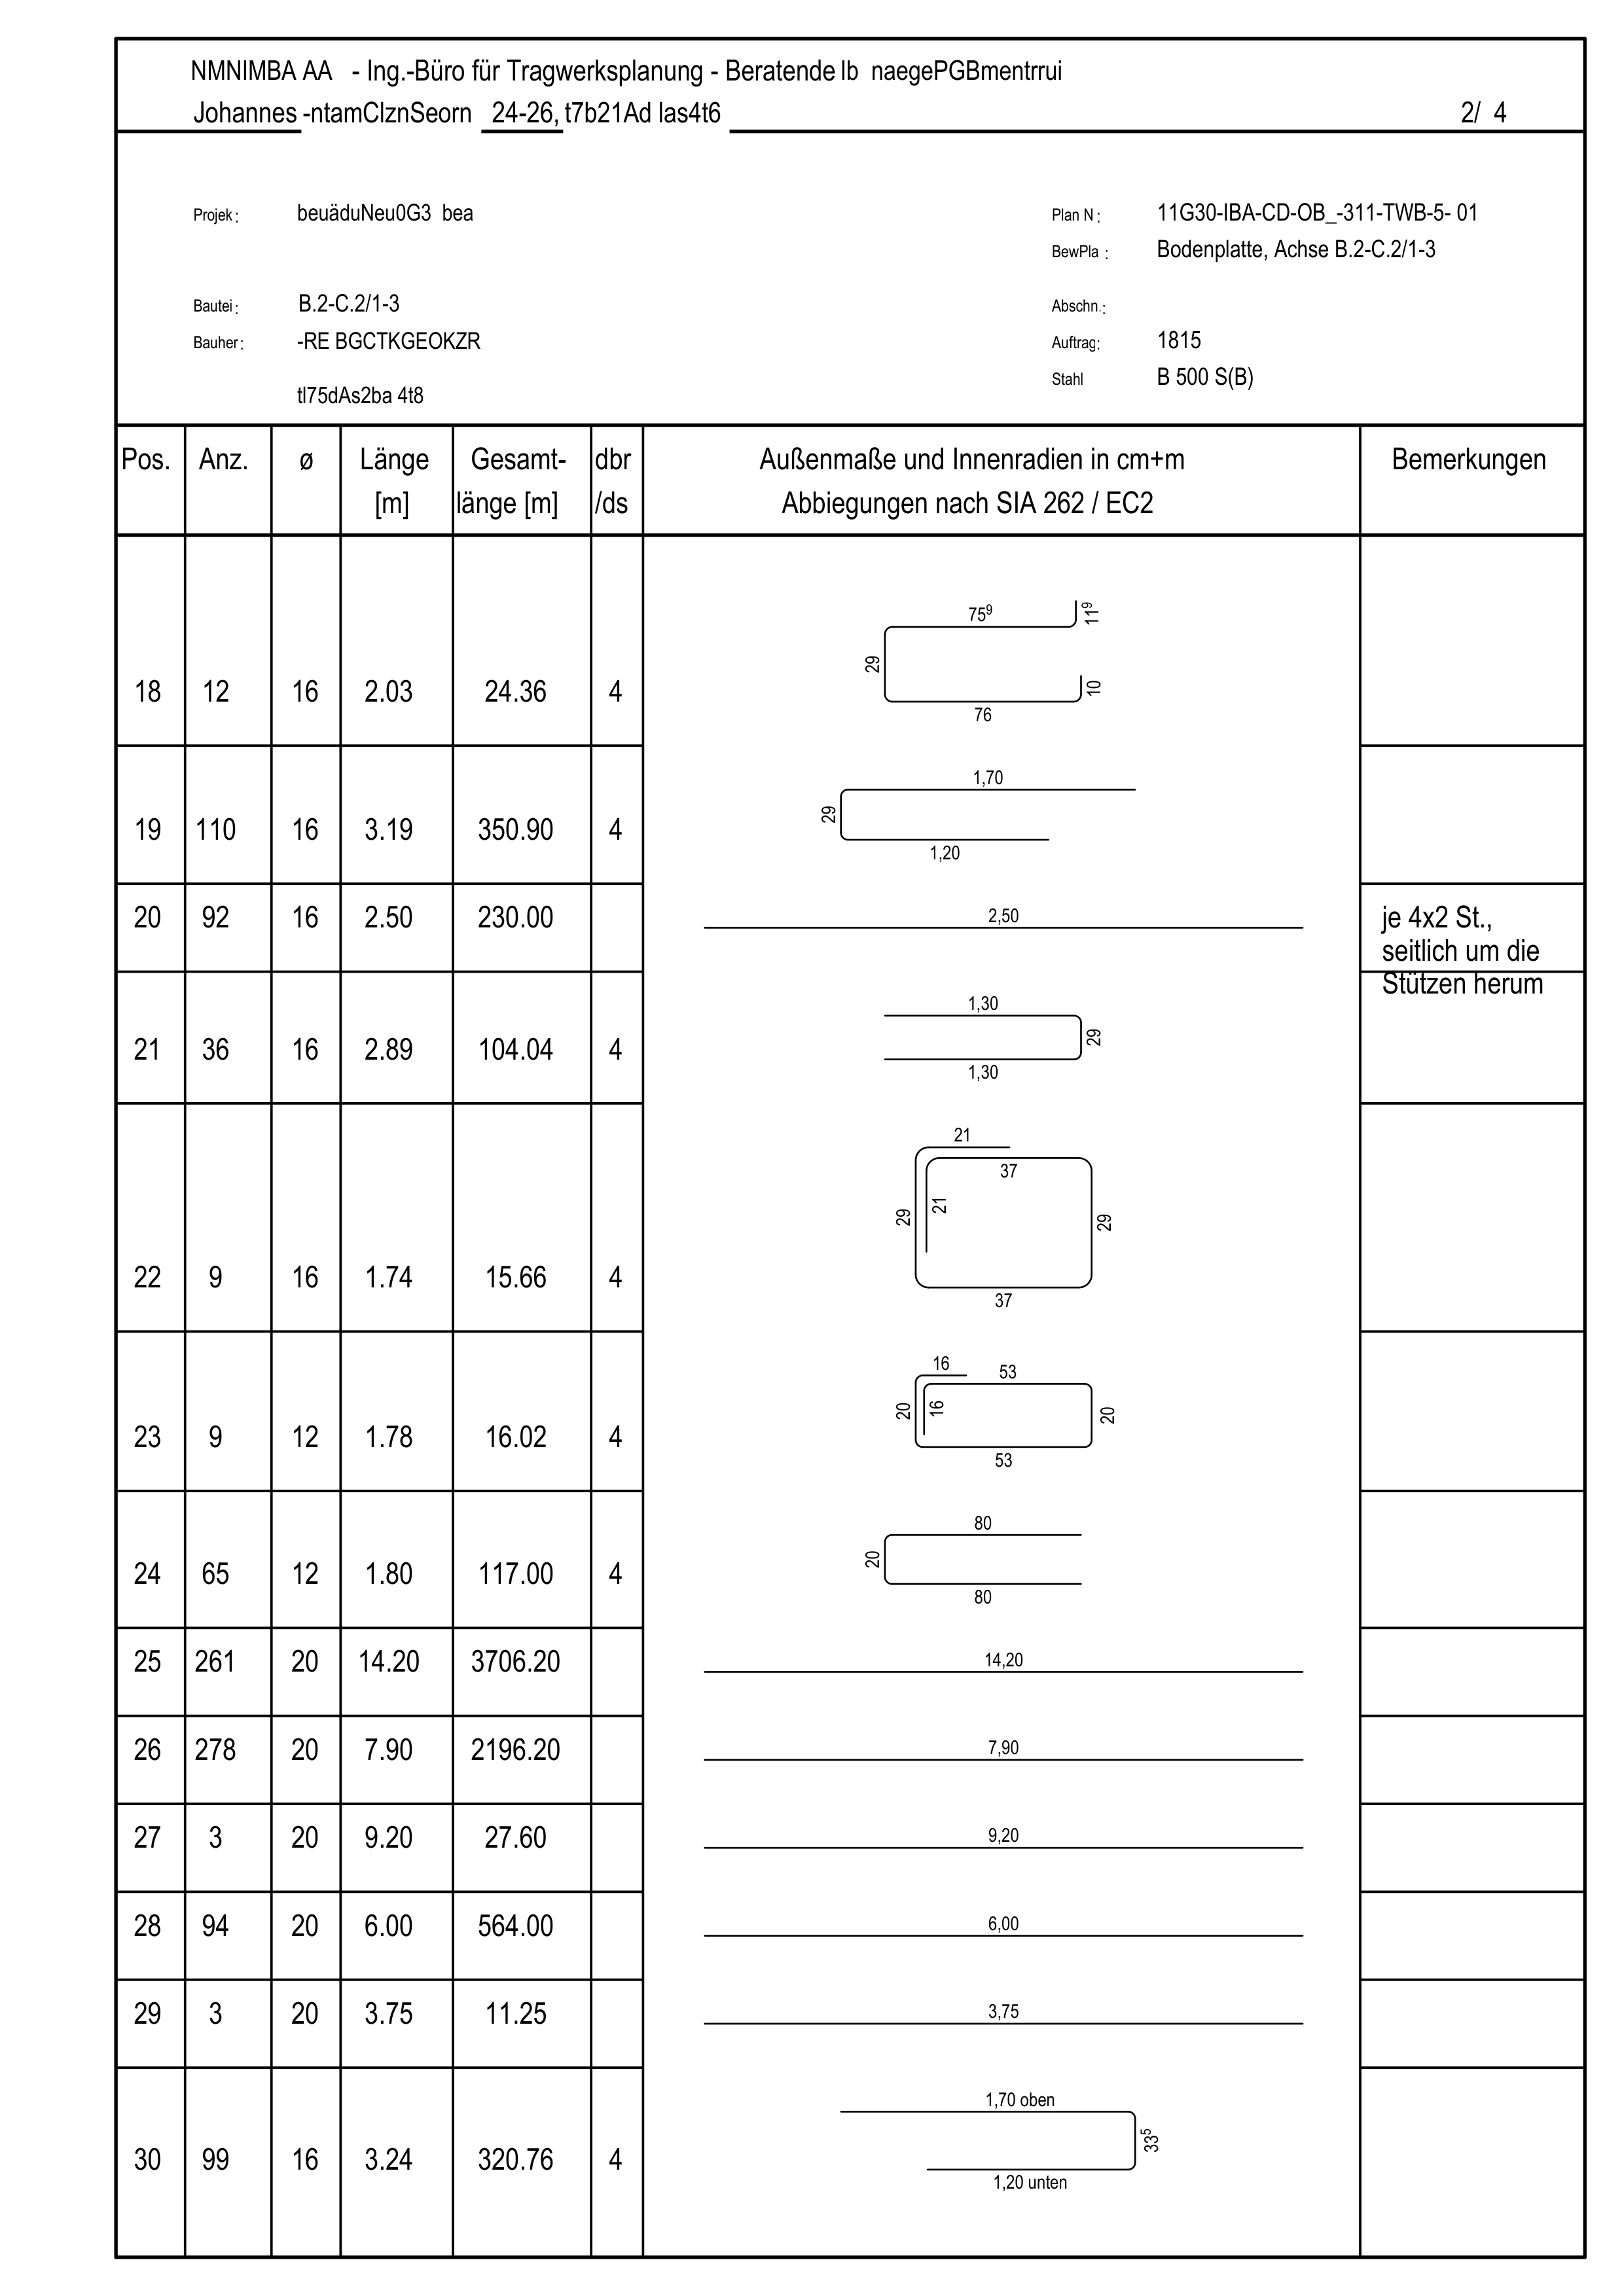 NMNIMBA AA - Ing.-Büro für Tragwerksplanung - Beratende Ib naegePGBmentrrui
Johannes -ntamClznSeorn 24-26, t7b21Ad las4t6 2/ 4
Projek: beuäduNeu0G3 bea Plan N: 11G30-IBA-CD-OB_-311-TWB-5- 01
BewPla : Bodenplatte, Achse B.2-C.2/1-3
Bautei: B.2-C.2/1-3 Abschn.:
Bauher: -RE BGCTKGEOKZR Auftrag: 1815
Stahl B 500 S(B)
tl75dAs2ba 4t8
Pos. Anz. ø Länge Gesamt- dbr Außenmaße und Innenradien in cm+m Bemerkungen
[m] länge [m] /ds Abbiegungen nach SIA 262 / EC2
75⁹ 11⁹
29
18 12 16 2.03 24.36 4 10
76
1,70
29
19 110 16 3.19 350.90 4
1,20
20 92 16 2.50 230.00 2,50 je 4x2 St.,
seitlich um die
Stützen herum
1,30
21 36 16 2.89 104.04 4 29
1,30
21
37
29 21 29
22 9 16 1.74 15.66 4
37
16 53
20 16 20
23 9 12 1.78 16.02 4
53
80
20
24 65 12 1.80 117.00 4
80
25 261 20 14.20 3706.20 14,20
26 278 20 7.90 2196.20 7,90
27 3 20 9.20 27.60 9,20
28 94 20 6.00 564.00 6,00
29 3 20 3.75 11.25 3,75
1,70 oben
33⁵
30 99 16 3.24 320.76 4
1,20 unten